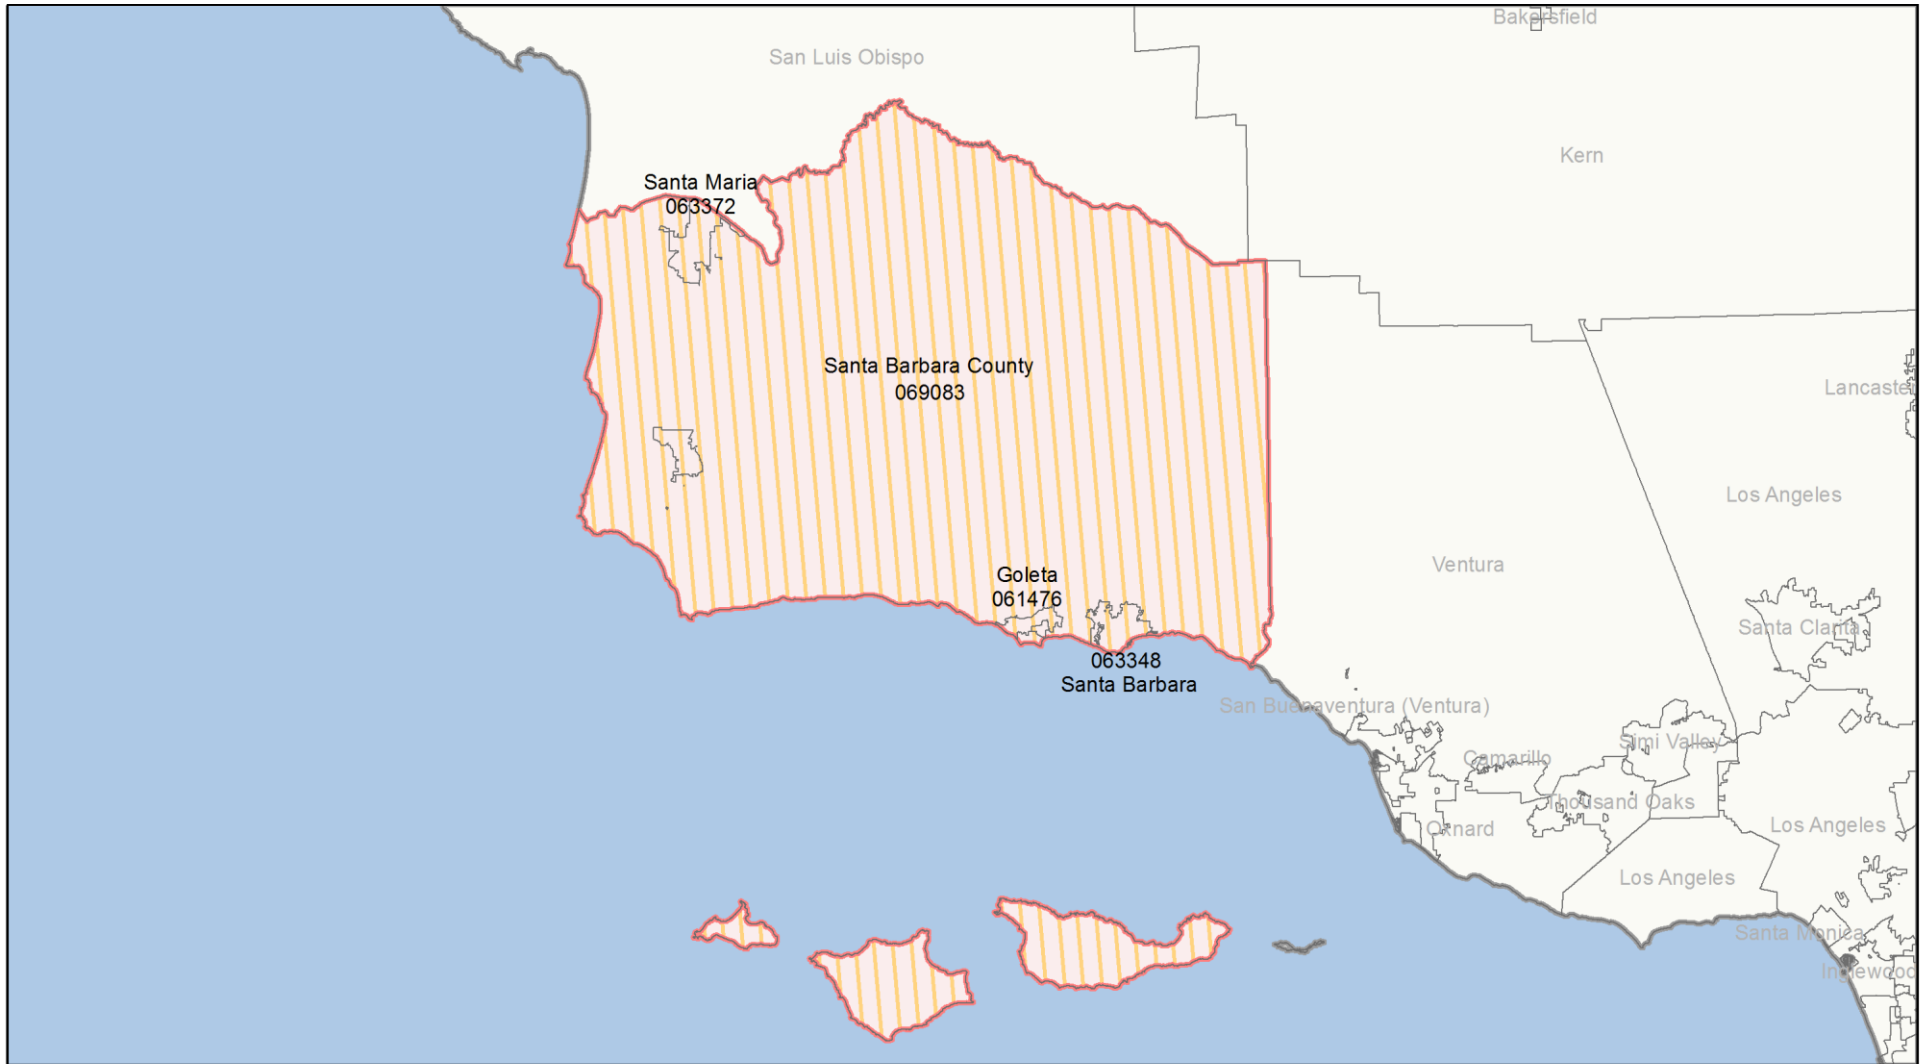 Bakersfield
San Luis Obispo
Kern
Santa Maria
063372
Santa Barbara County
069083
Lancaster
Los Angeles
Ventura
Goleta
061476
Santa Clarita
063348
Santa Barbara
San Buenaventura (Ventura)
Simi Valley
Camarillo
Thousand Oaks
Oxnard
Los Angeles
Los Angeles
Santa Monica
Inglewood